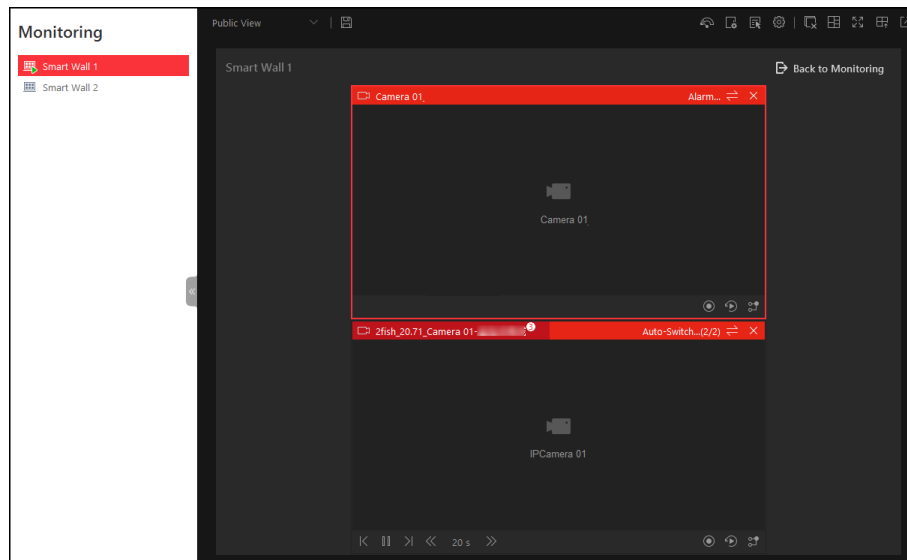 Monitoring
Smart Wall 1
Smart Wall 2
Public View
Smart Wall 1
Back to Monitoring
Camera 01
Alarm...
Camera 01
2fish_20.71_Camera 01-
3
Auto-Switch...(2/2)
IPCamera 01
20 s